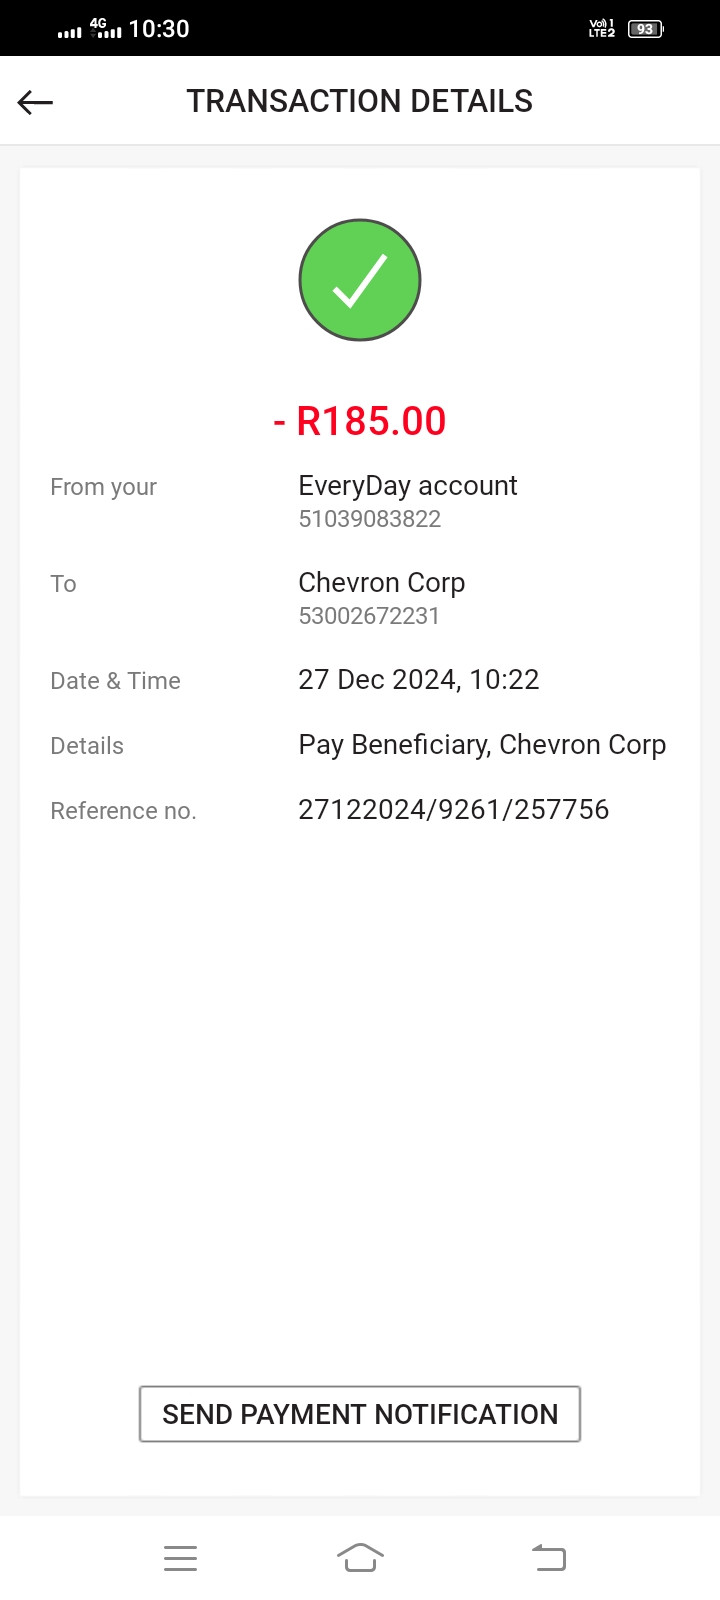 4G 10:30 Vo) 1 LTE2 93
TRANSACTION DETAILS
- R185.00
From your EveryDay account
51039083822
To Chevron Corp
53002672231
Date & Time 27 Dec 2024, 10:22
Details Pay Beneficiary, Chevron Corp
Reference no. 27122024/9261/257756
SEND PAYMENT NOTIFICATION